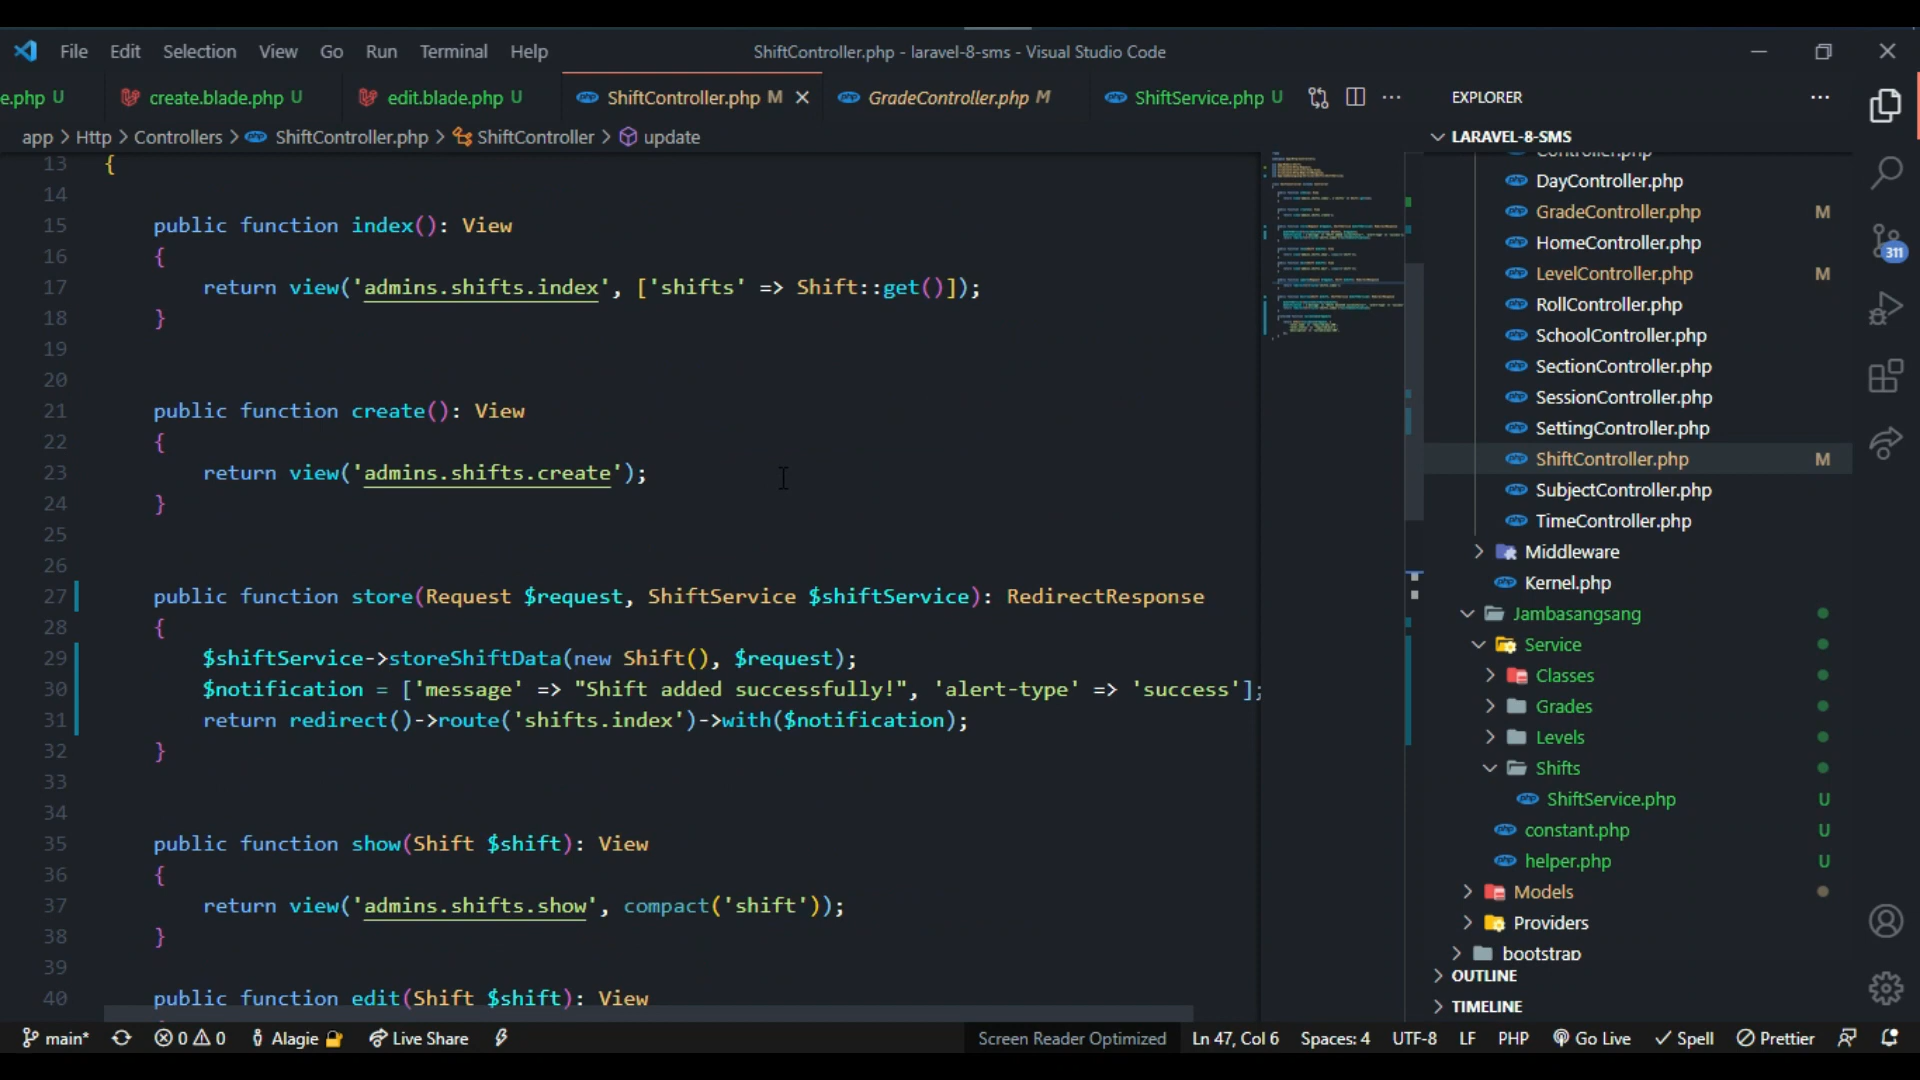 File Edit Selection View Go Run Terminal Help
ShiftController.php - laravel-8-sms - Visual Studio Code
e.php U
create.blade.php U
edit.blade.php U
ShiftController.php M
GradeController.php M
ShiftService.php U
app > Http > Controllers > ShiftController.php > ShiftController > update
13 {
14
15 public function index(): View
16 {
17 return view('admins.shifts.index', ['shifts' => Shift::get()]);
18 }
19
20
21 public function create(): View
22 {
23 return view('admins.shifts.create');
24 }
25
26
27 public function store(Request $request, ShiftService $shiftService): RedirectResponse
28 {
29 $shiftService->storeShiftData(new Shift(), $request);
30 $notification = ['message' => "Shift added successfully!", 'alert-type' => 'success'];
31 return redirect()->route('shifts.index')->with($notification);
32 }
33
34
35 public function show(Shift $shift): View
36 {
37 return view('admins.shifts.show', compact('shift'));
38 }
39
40 public function edit(Shift $shift): View
EXPLORER
LARAVEL-8-SMS
Controller.php
DayController.php
GradeController.php M
HomeController.php
LevelController.php M
RollController.php
SchoolController.php
SectionController.php
SessionController.php
SettingController.php
ShiftController.php M
SubjectController.php
TimeController.php
Middleware
Kernel.php
Jambasangsang
Service
Classes
Grades
Levels
Shifts
ShiftService.php U
constant.php U
helper.php U
Models
Providers
bootstrap
OUTLINE
TIMELINE
311
main* 0 0 Alagie Live Share
Screen Reader Optimized Ln 47, Col 6 Spaces: 4 UTF-8 LF PHP Go Live Spell Prettier